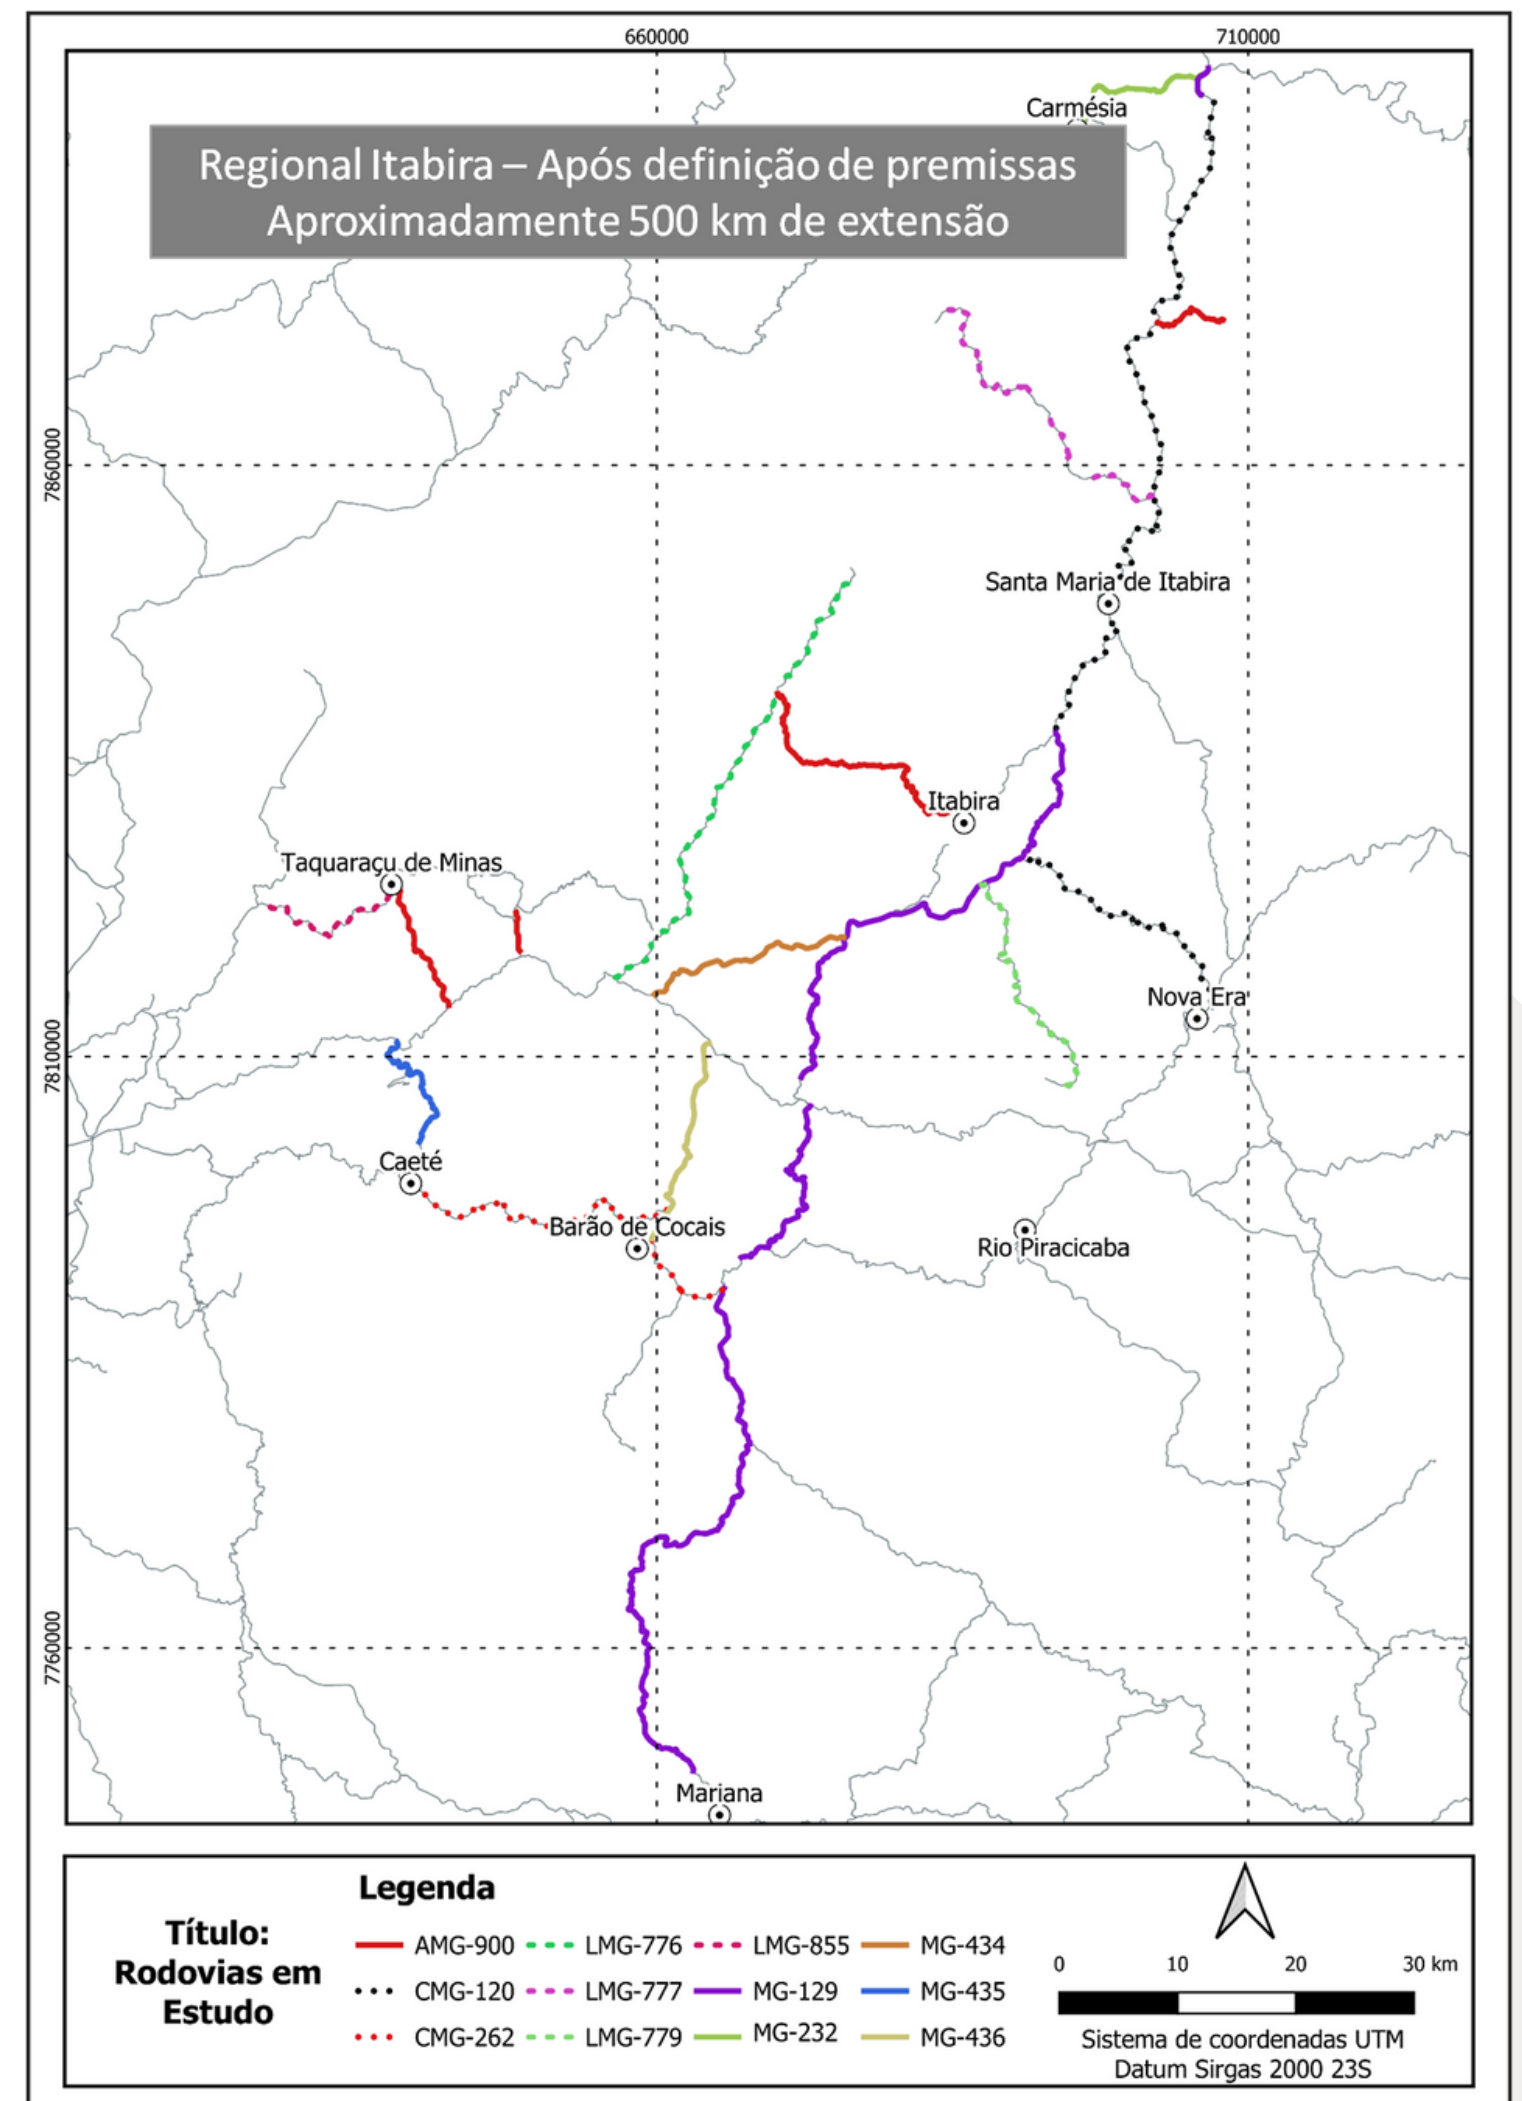 660000
710000
Carmésia
Regional Itabira – Após definição de premissas
Aproximadamente 500 km de extensão
7860000
Santa Maria de Itabira
Itabira
Taquaraçu de Minas
Nova Era
7810000
Caeté
Barão de Cocais
Rio Piracicaba
7760000
Mariana
Legenda
Título:
Rodovias em
Estudo
AMG-900
LMG-776
LMG-855
MG-434
CMG-120
LMG-777
MG-129
MG-435
CMG-262
LMG-779
MG-232
MG-436
0 10 20 30 km
Sistema de coordenadas UTM
Datum Sirgas 2000 23S